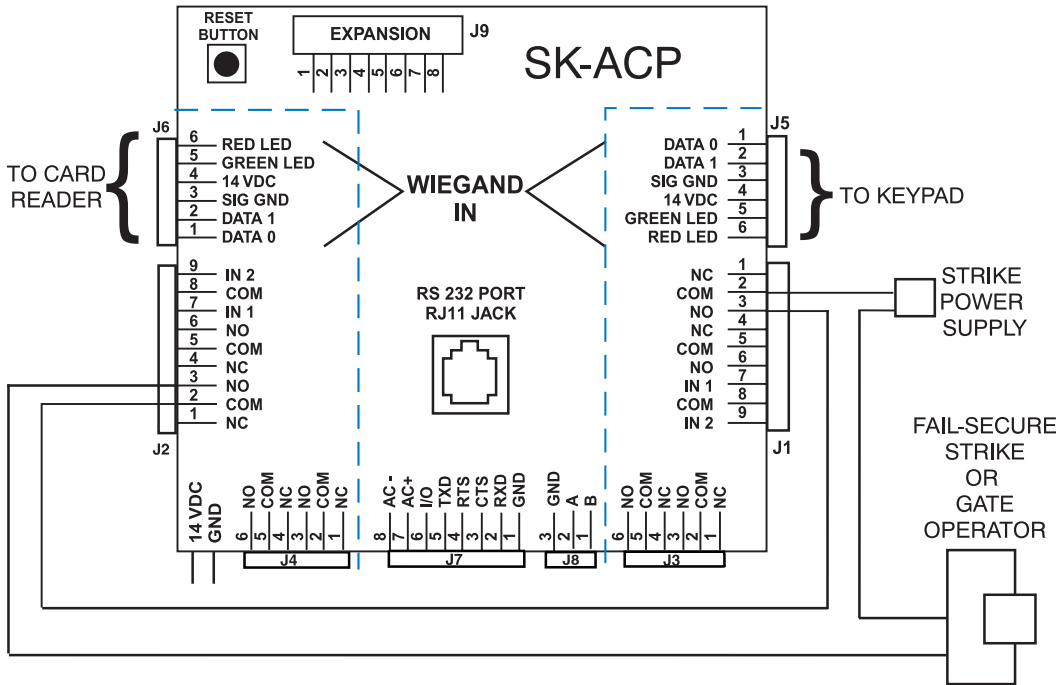 RESET
BUTTON
EXPANSION
J9
1 2 3 4 5 6 7 8
SK-ACP
J6
6 RED LED
5 GREEN LED
4 14 VDC
3 SIG GND
2 DATA 1
1 DATA 0
TO CARD
READER
WIEGAND
IN
J5
DATA 0 1
DATA 1 2
SIG GND 3
14 VDC 4
GREEN LED 5
RED LED 6
TO KEYPAD
9 IN 2
8 COM
7 IN 1
6 NO
5 COM
4 NC
3 NO
2 COM
1 NC
J2
RS 232 PORT
RJ11 JACK
NC 1
COM 2
NO 3
NC 4
COM 5
NO 6
IN 1 7
COM 8
IN 2 9
J1
STRIKE
POWER
SUPPLY
FAIL-SECURE
STRIKE
OR
GATE
OPERATOR
14 VDC
GND
NO COM NC NO COM NC
6 5 4 3 2 1
J4
AC - AC+ I/O TXD RTS CTS RXD GND
8 7 6 5 4 3 2 1
J7
GND A B
3 2 1
J8
NO COM NC NO COM NC
6 5 4 3 2 1
J3